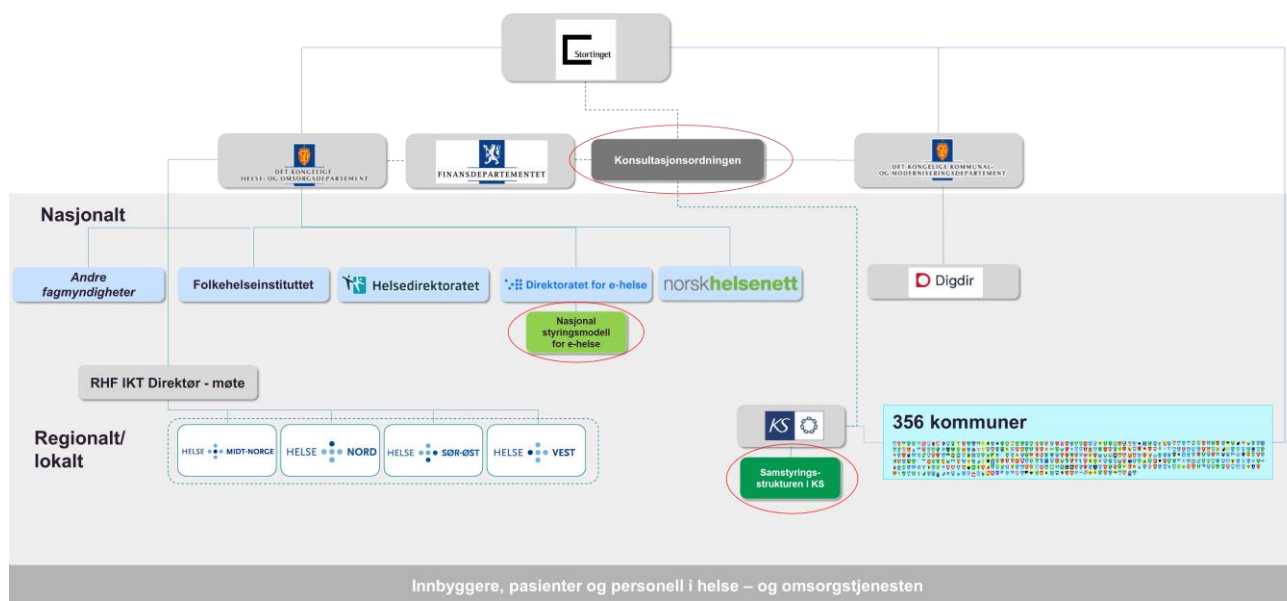 Stortinget
DET KONGELIGE
HELSE- OG OMSORGSDEPARTEMENT
FINANSDEPARTEMENTET
Konsultasjonsordningen
DET KONGELIGE KOMMUNAL-
OG MODERNISERINGSDEPARTEMENT
Nasjonalt
Andre
fagmyndigheter
Folkehelseinstituttet
Helsedirektoratet
Direktoratet for e-helse
norskhelsenett
Digdir
Nasjonal
styringsmodell
for e-helse
RHF IKT Direktør - møte
Regionalt/
lokalt
HELSE MIDT-NORGE
HELSE NORD
HELSE SØR-ØST
HELSE VEST
KS
Samstyrings-
strukturen i KS
356 kommuner
Innbyggere, pasienter og personell i helse – og omsorgstjenesten